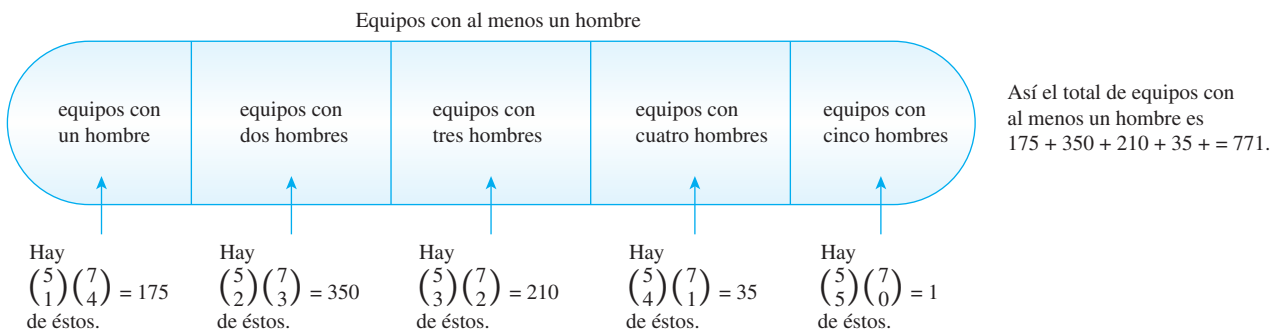 Equipos con al menos un hombre
equipos con
un hombre
equipos con
dos hombres
equipos con
tres hombres
equipos con
cuatro hombres
equipos con
cinco hombres
Así el total de equipos con
al menos un hombre es
175 + 350 + 210 + 35 + = 771.
Hay
(5 1)(7 4) = 175
de éstos.
Hay
(5 2)(7 3) = 350
de éstos.
Hay
(5 3)(7 2) = 210
de éstos.
Hay
(5 4)(7 1) = 35
de éstos.
Hay
(5 5)(7 0) = 1
de éstos.